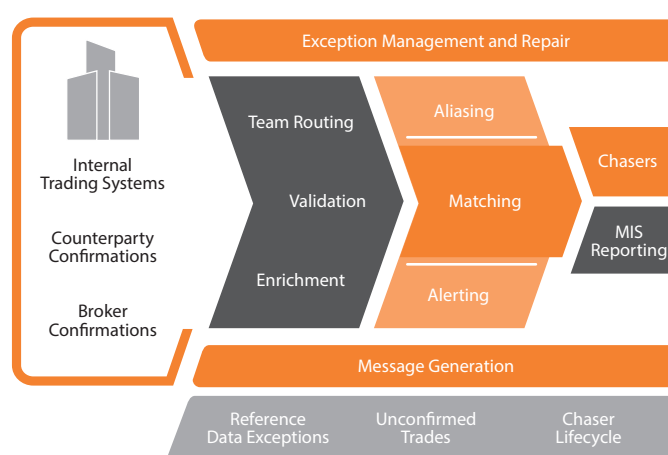 Exception Management and Repair
Internal
Trading Systems
Counterparty
Confirmations
Broker
Confirmations
Team Routing
Validation
Enrichment
Aliasing
Matching
Alerting
Chasers
MIS
Reporting
Message Generation
Reference
Data Exceptions
Unconfirmed
Trades
Chaser
Lifecycle